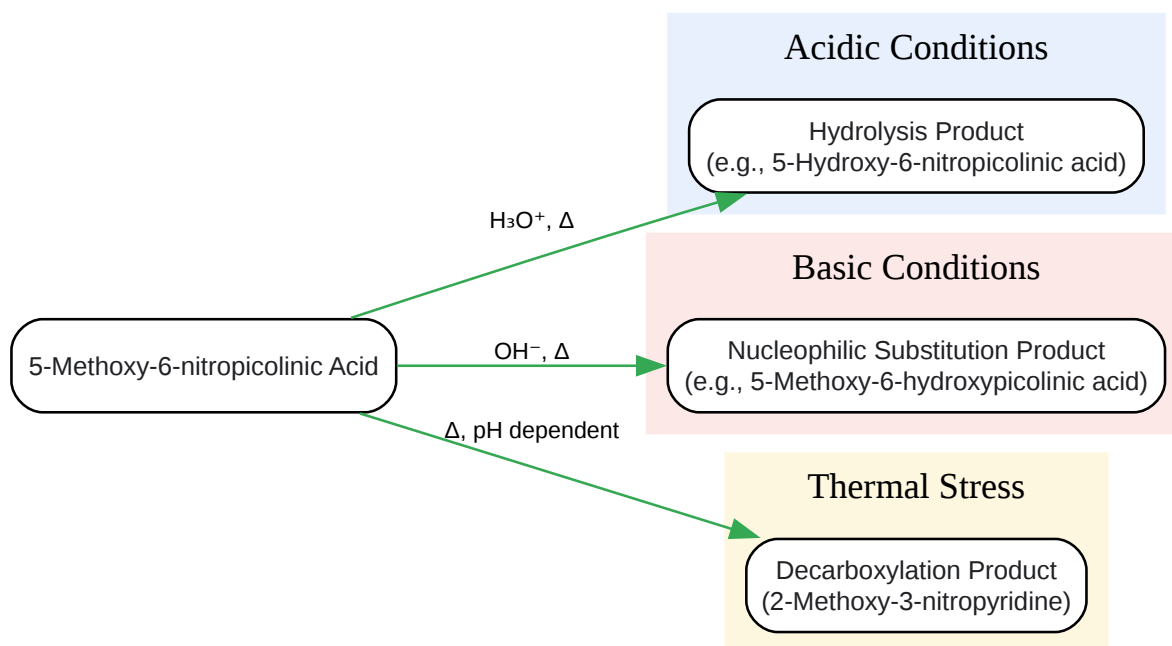 Acidic Conditions
Hydrolysis Product
(e.g., 5-Hydroxy-6-nitropicolinic acid)
H₃O⁺, Δ
Basic Conditions
5-Methoxy-6-nitropicolinic Acid
OH⁻, Δ
Nucleophilic Substitution Product
(e.g., 5-Methoxy-6-hydroxypicolinic acid)
Δ, pH dependent
Thermal Stress
Decarboxylation Product
(2-Methoxy-3-nitropyridine)